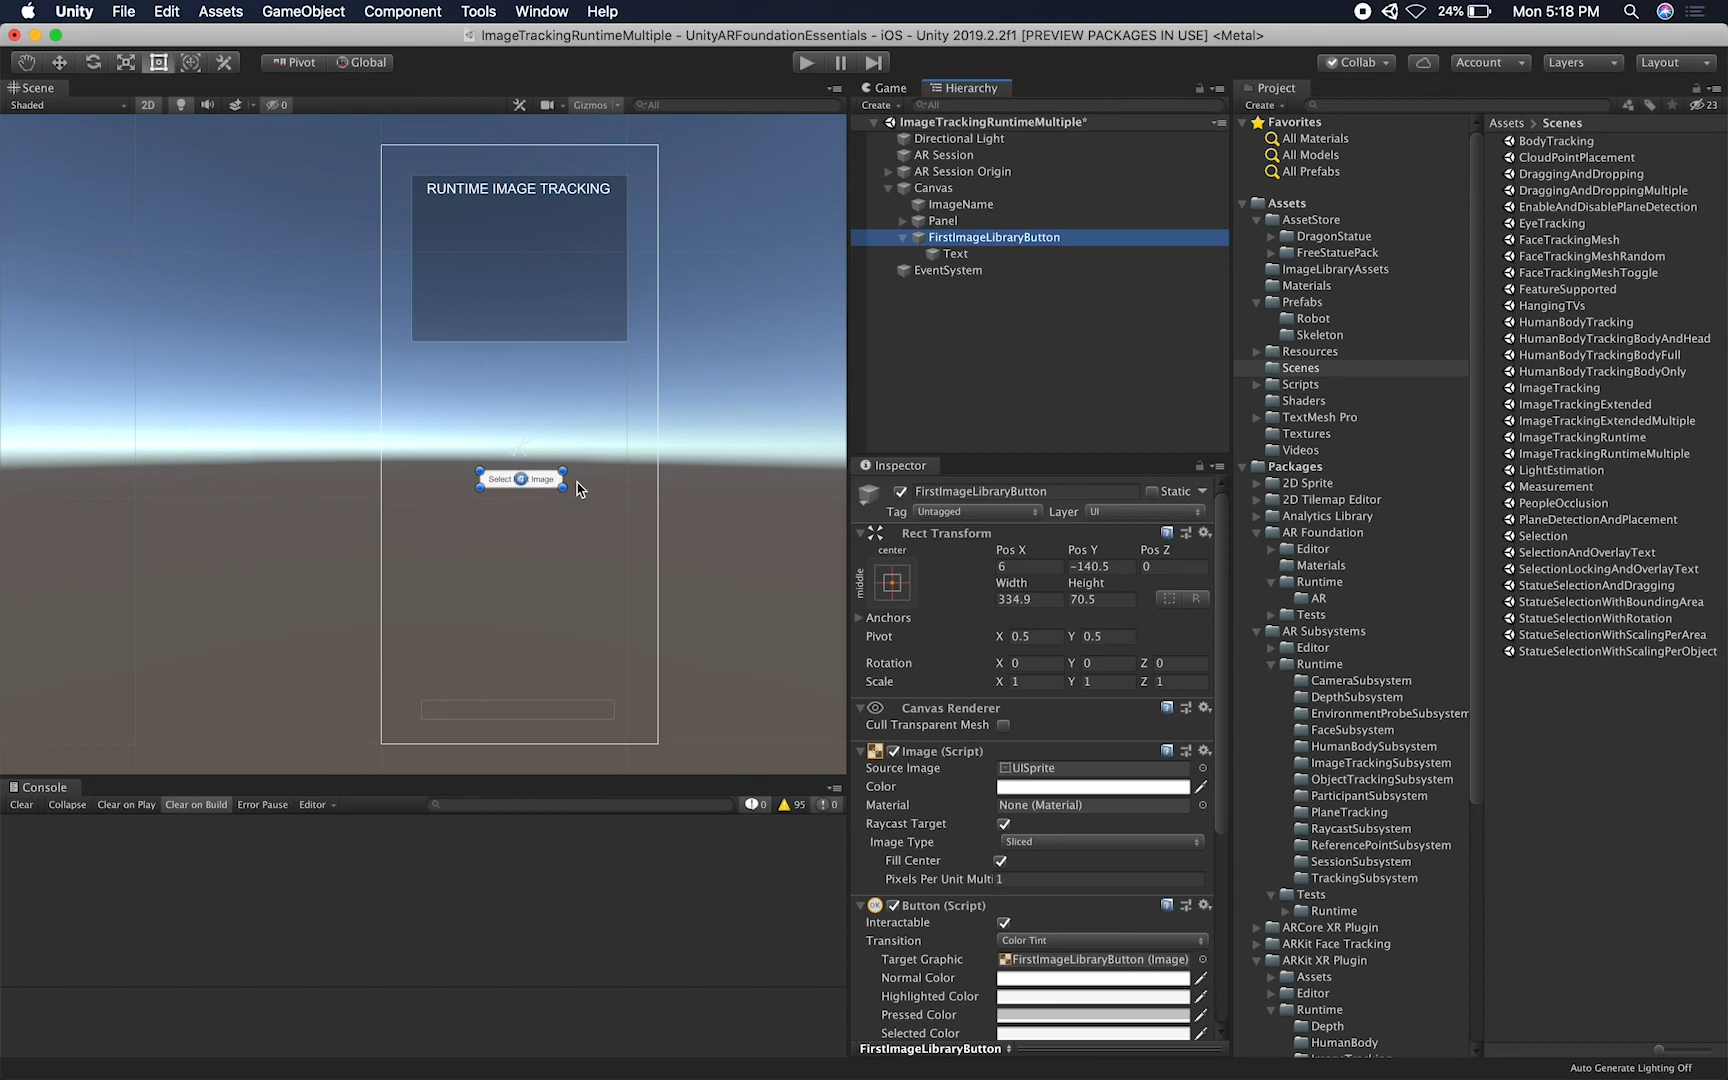 Unity File Edit Assets GameObject Component Tools Window Help 24% Mon 5:18 PM
ImageTrackingRuntimeMultiple - UnityARFoundationEssentials - iOS - Unity 2019.2.2f1 [PREVIEW PACKAGES IN USE] <Metal>
Pivot Global Collab Account Layers Layout
Scene
Shaded 2D 0 Gizmos All
RUNTIME IMAGE TRACKING
Console
Clear Collapse Clear on Play Clear on Build Error Pause Editor 0 95 0
Game Hierarchy
Create All
ImageTrackingRuntimeMultiple*
Directional Light
AR Session
AR Session Origin
Canvas
ImageName
Panel
FirstImageLibraryButton
Text
EventSystem
Inspector
FirstImageLibraryButton Static
Tag Untagged Layer UI
Rect Transform
center Pos X Pos Y Pos Z
middle 6 -140.5 0
Width Height
334.9 70.5 R
Anchors
Pivot X 0.5 Y 0.5
Rotation X 0 Y 0 Z 0
Scale X 1 Y 1 Z 1
Canvas Renderer
Cull Transparent Mesh
Image (Script)
Source Image UISprite
Color
Material None (Material)
Raycast Target
Image Type Sliced
Fill Center
Pixels Per Unit Multi 1
OK Button (Script)
Interactable
Transition Color Tint
Target Graphic FirstImageLibraryButton (Image)
Normal Color
Highlighted Color
Pressed Color
Selected Color
FirstImageLibraryButton
Project
Create 23
Favorites
All Materials
All Models
All Prefabs
Assets
AssetStore
DragonStatue
FreeStatuePack
ImageLibraryAssets
Materials
Prefabs
Robot
Skeleton
Resources
Scenes
Scripts
Shaders
TextMesh Pro
Textures
Videos
Packages
2D Sprite
2D Tilemap Editor
Analytics Library
AR Foundation
Editor
Materials
Runtime
AR
Tests
AR Subsystems
Editor
Runtime
CameraSubsystem
DepthSubsystem
EnvironmentProbeSubsystem
FaceSubsystem
HumanBodySubsystem
ImageTrackingSubsystem
ObjectTrackingSubsystem
ParticipantSubsystem
PlaneTracking
RaycastSubsystem
ReferencePointSubsystem
SessionSubsystem
TrackingSubsystem
Tests
Runtime
ARCore XR Plugin
ARKit Face Tracking
ARKit XR Plugin
Assets
Editor
Runtime
Depth
HumanBody
Assets > Scenes
BodyTracking
CloudPointPlacement
DraggingAndDropping
DraggingAndDroppingMultiple
EnableAndDisablePlaneDetection
EyeTracking
FaceTrackingMesh
FaceTrackingMeshRandom
FaceTrackingMeshToggle
FeatureSupported
HangingTVs
HumanBodyTracking
HumanBodyTrackingBodyAndHead
HumanBodyTrackingBodyFull
HumanBodyTrackingBodyOnly
ImageTracking
ImageTrackingExtended
ImageTrackingExtendedMultiple
ImageTrackingRuntime
ImageTrackingRuntimeMultiple
LightEstimation
Measurement
PeopleOcclusion
PlaneDetectionAndPlacement
Selection
SelectionAndOverlayText
SelectionLockingAndOverlayText
StatueSelectionAndDragging
StatueSelectionWithBoundingArea
StatueSelectionWithRotation
StatueSelectionWithScalingPerArea
StatueSelectionWithScalingPerObject
Select Image
Auto Generate Lighting Off